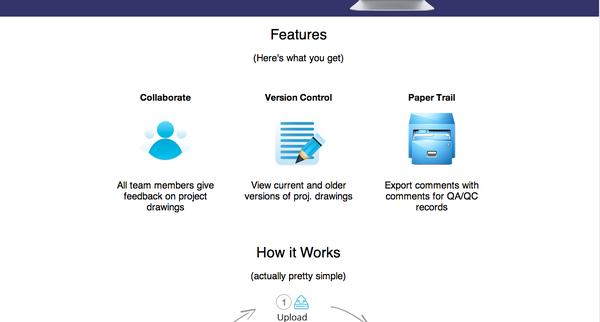 Features
(Here's what you get)
Collaborate
Version Control
Paper Trail
All team members give
feedback on project
drawings
View current and older
versions of proj. drawings
Export comments with
comments for QA/QC
records
How it Works
(actually pretty simple)
1
Upload